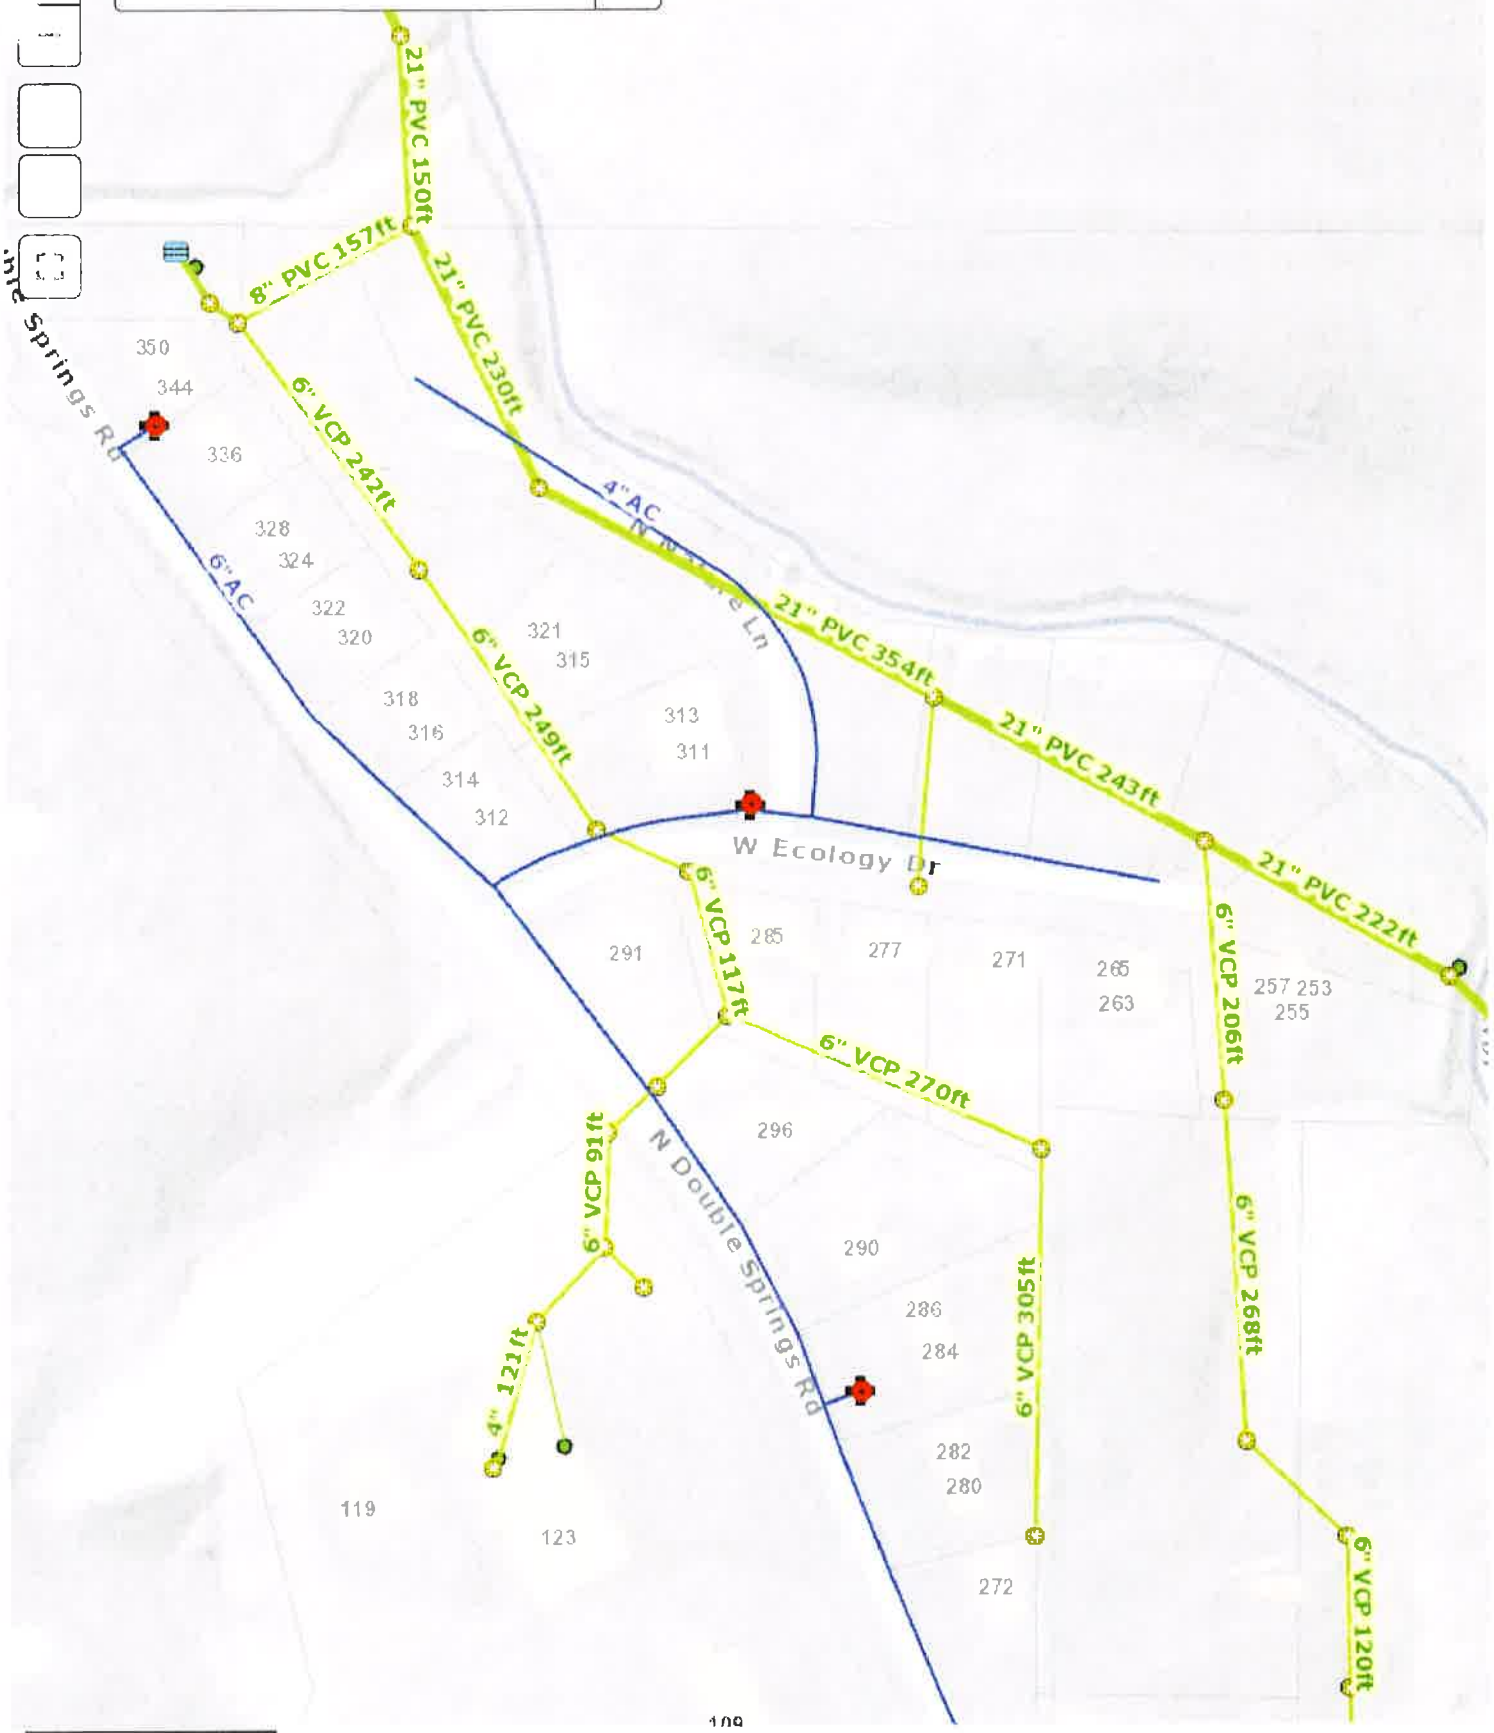 21" PVC 150ft
8" PVC 157ft
21" PVC 230ft
Springs Rd
350
344
336
6" VCP 242ft
4"AC
328
324
6"AC
322
320
321
315
6" VCP 249ft
Ln
21" PVC 354ft
318
316
313
311
314
312
21" PVC 243ft
W Ecology Dr
21" PVC 222ft
6" VCP 117ft
291
285
277
271
265
263
6" VCP 206ft
257 253
255
6" VCP 270ft
6" VCP 91ft
296
N Double Springs Rd
290
286
284
6" VCP 305ft
6" VCP 268ft
4" 121ft
282
280
119
123
272
6" VCP 120ft
109